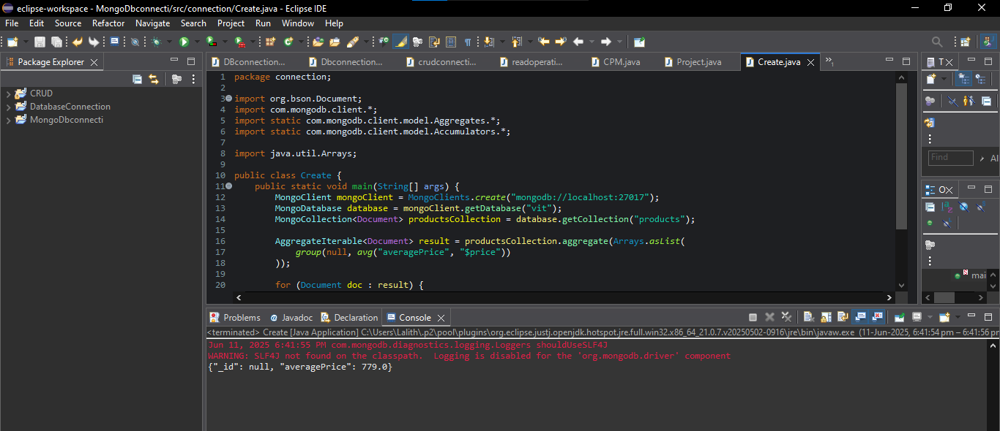 eclipse-workspace - MongoDbconnecti/src/connection/Create.java - Eclipse IDE
File Edit Source Refactor Navigate Search Project Run Window Help
Package Explorer
CRUD
DatabaseConnection
MongoDbconnecti
DBconnection...
Dbconnection...
crudconnecti...
readoperati...
CPM.java
Project.java
Create.java
»1
1 package connection;
2
3 import org.bson.Document;
4 import com.mongodb.client.*;
5 import static com.mongodb.client.model.Aggregates.*;
6 import static com.mongodb.client.model.Accumulators.*;
7
8 import java.util.Arrays;
9
10 public class Create {
11 public static void main(String[] args) {
12 MongoClient mongoClient = MongoClients.create("mongodb://localhost:27017");
13 MongoDatabase database = mongoClient.getDatabase("vit");
14 MongoCollection<Document> productsCollection = database.getCollection("products");
15
16 AggregateIterable<Document> result = productsCollection.aggregate(Arrays.asList(
17 group(null, avg("averagePrice", "$price"))
18 ));
19
20 for (Document doc : result) {
T
Find
Al
O
mai
Problems Javadoc Declaration Console
<terminated> Create [Java Application] C:\Users\Lalith\.p2\pool\plugins\org.eclipse.justj.openjdk.hotspot.jre.full.win32.x86_64_21.0.7.v20250502-0916\jre\bin\javaw.exe (11-Jun-2025, 6:41:54 pm – 6:41:56 pr
Jun 11, 2025 6:41:55 PM com.mongodb.diagnostics.logging.Loggers shouldUseSLF4J
WARNING: SLF4J not found on the classpath. Logging is disabled for the 'org.mongodb.driver' component
{"_id": null, "averagePrice": 779.0}